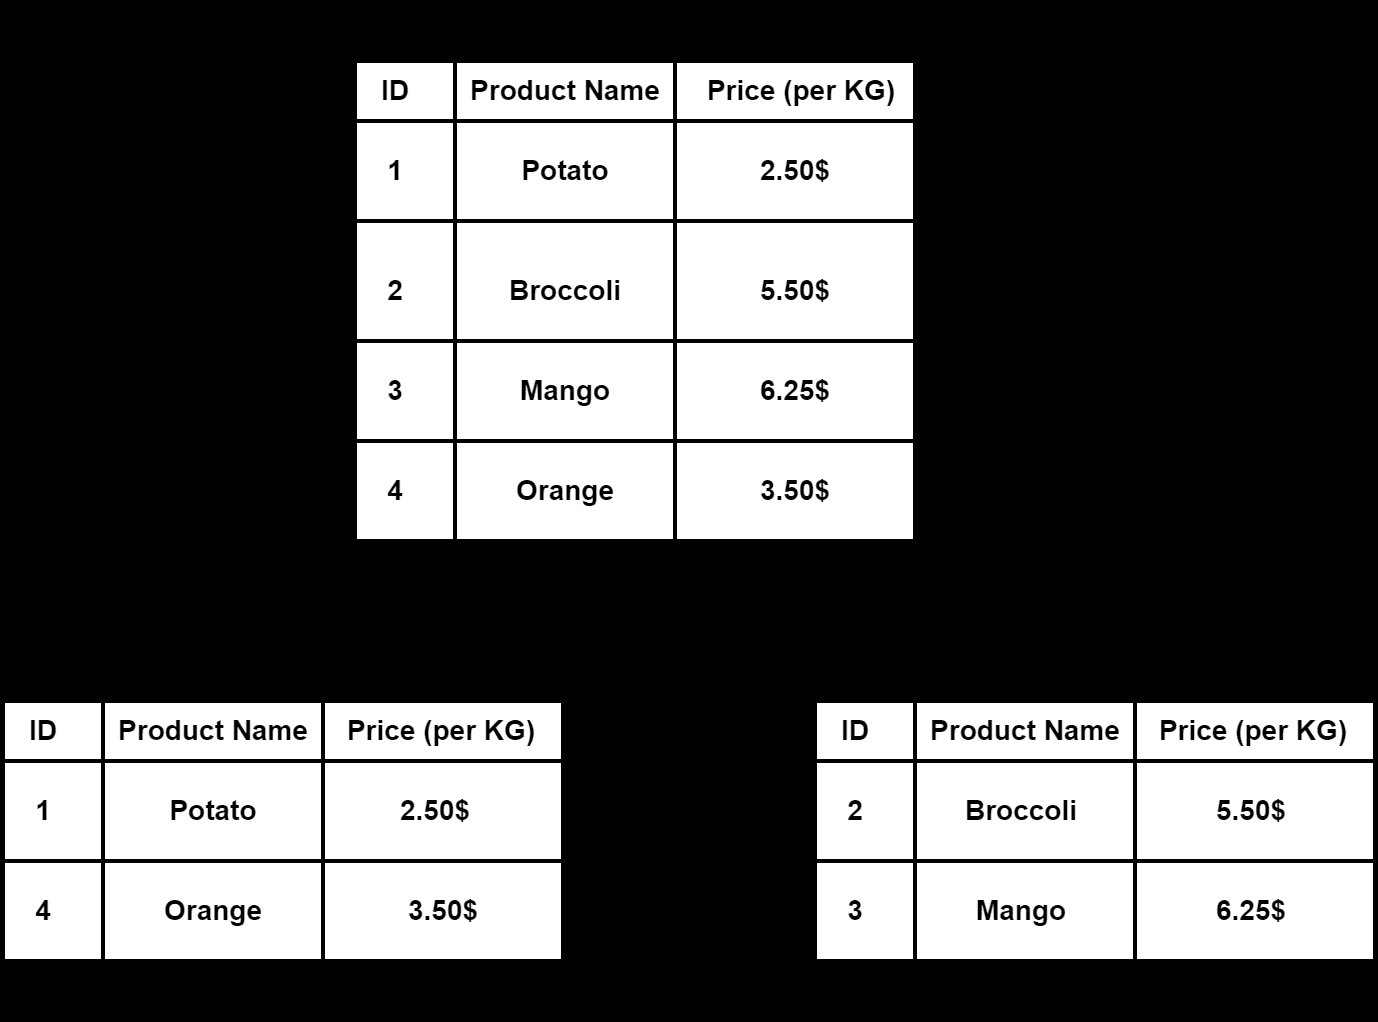 ID Product Name Price (per KG)
1 Potato 2.50$
2 Broccoli 5.50$
3 Mango 6.25$
4 Orange 3.50$
ID Product Name Price (per KG)
1 Potato 2.50$
4 Orange 3.50$
ID Product Name Price (per KG)
2 Broccoli 5.50$
3 Mango 6.25$